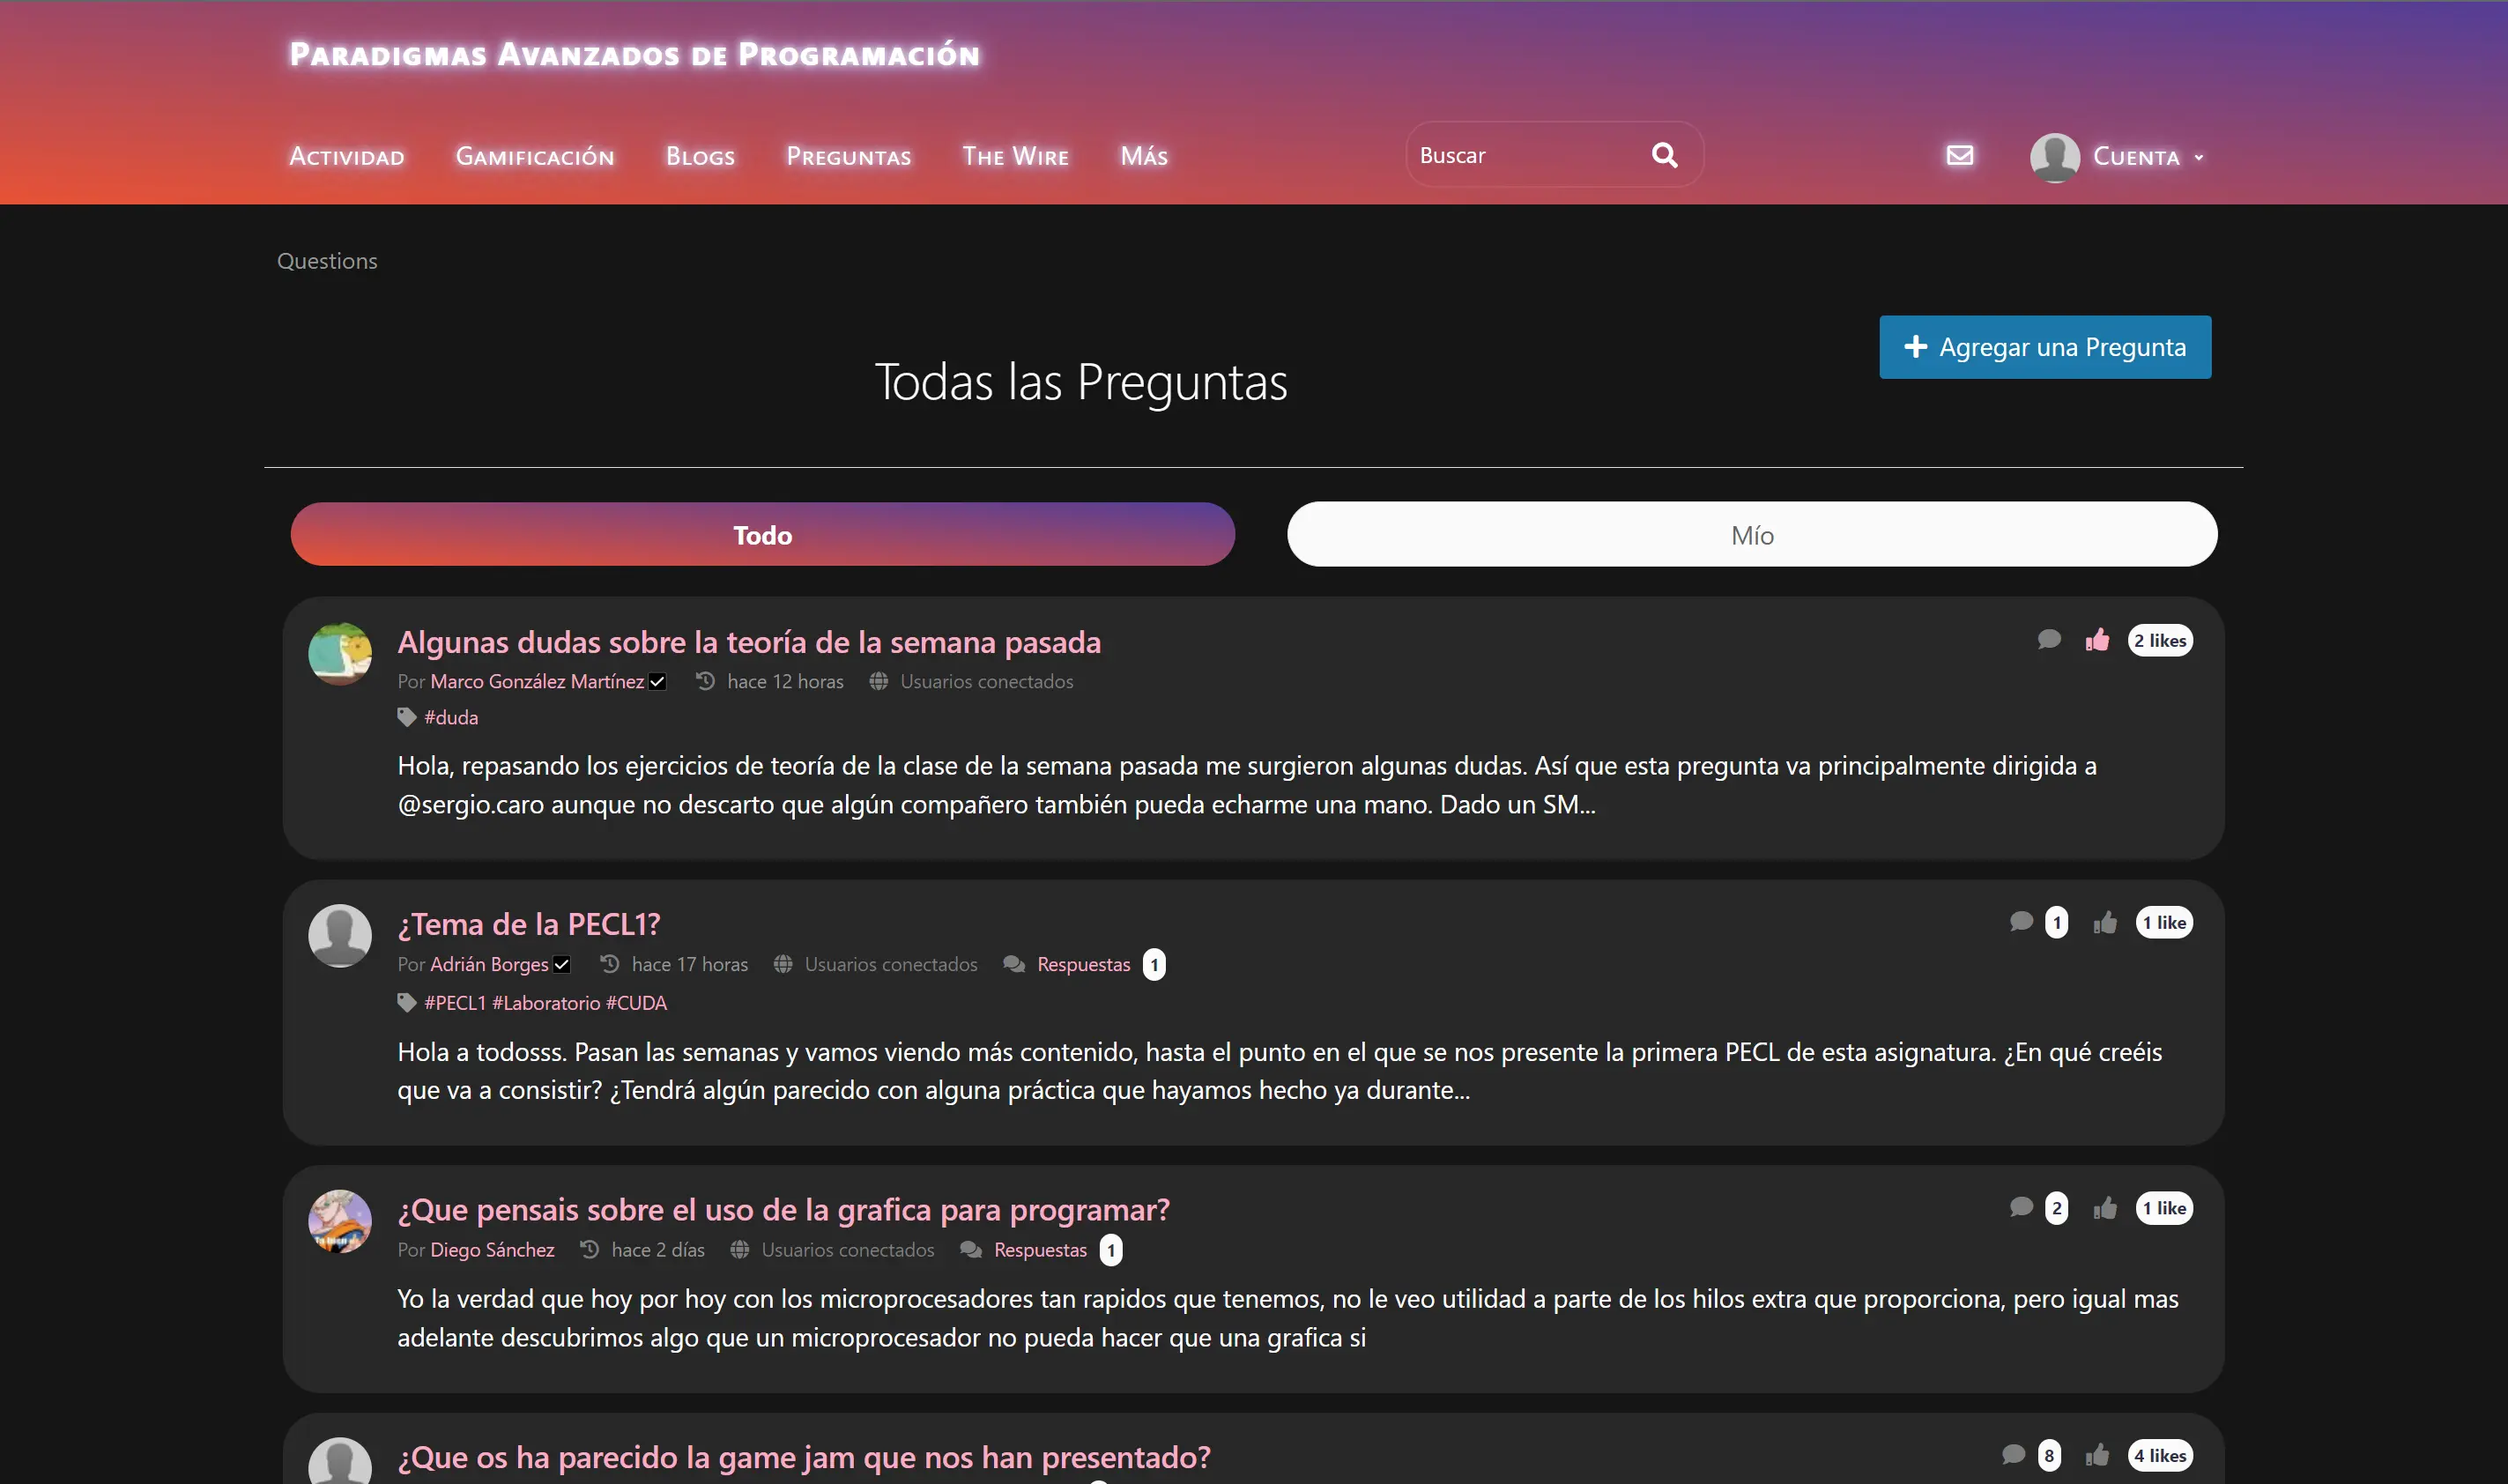 Paradigmas Avanzados de Programación
Actividad Gamificación Blogs Preguntas The Wire Más Buscar Cuenta
Questions
Agregar una Pregunta
Todas las Preguntas
Todo Mío
Algunas dudas sobre la teoría de la semana pasada 2 likes
Por Marco González Martínez hace 12 horas Usuarios conectados
#duda
Hola, repasando los ejercicios de teoría de la clase de la semana pasada me surgieron algunas dudas. Así que esta pregunta va principalmente dirigida a
@sergio.caro aunque no descarto que algún compañero también pueda echarme una mano. Dado un SM...
¿Tema de la PECL1? 1 1 like
Por Adrián Borges hace 17 horas Usuarios conectados Respuestas 1
#PECL1 #Laboratorio #CUDA
Hola a todosss. Pasan las semanas y vamos viendo más contenido, hasta el punto en el que se nos presente la primera PECL de esta asignatura. ¿En qué creéis
que va a consistir? ¿Tendrá algún parecido con alguna práctica que hayamos hecho ya durante...
¿Que pensais sobre el uso de la grafica para programar? 2 1 like
Por Diego Sánchez hace 2 días Usuarios conectados Respuestas 1
Yo la verdad que hoy por hoy con los microprocesadores tan rapidos que tenemos, no le veo utilidad a parte de los hilos extra que proporciona, pero igual mas
adelante descubrimos algo que un microprocesador no pueda hacer que una grafica si
¿Que os ha parecido la game jam que nos han presentado? 8 4 likes